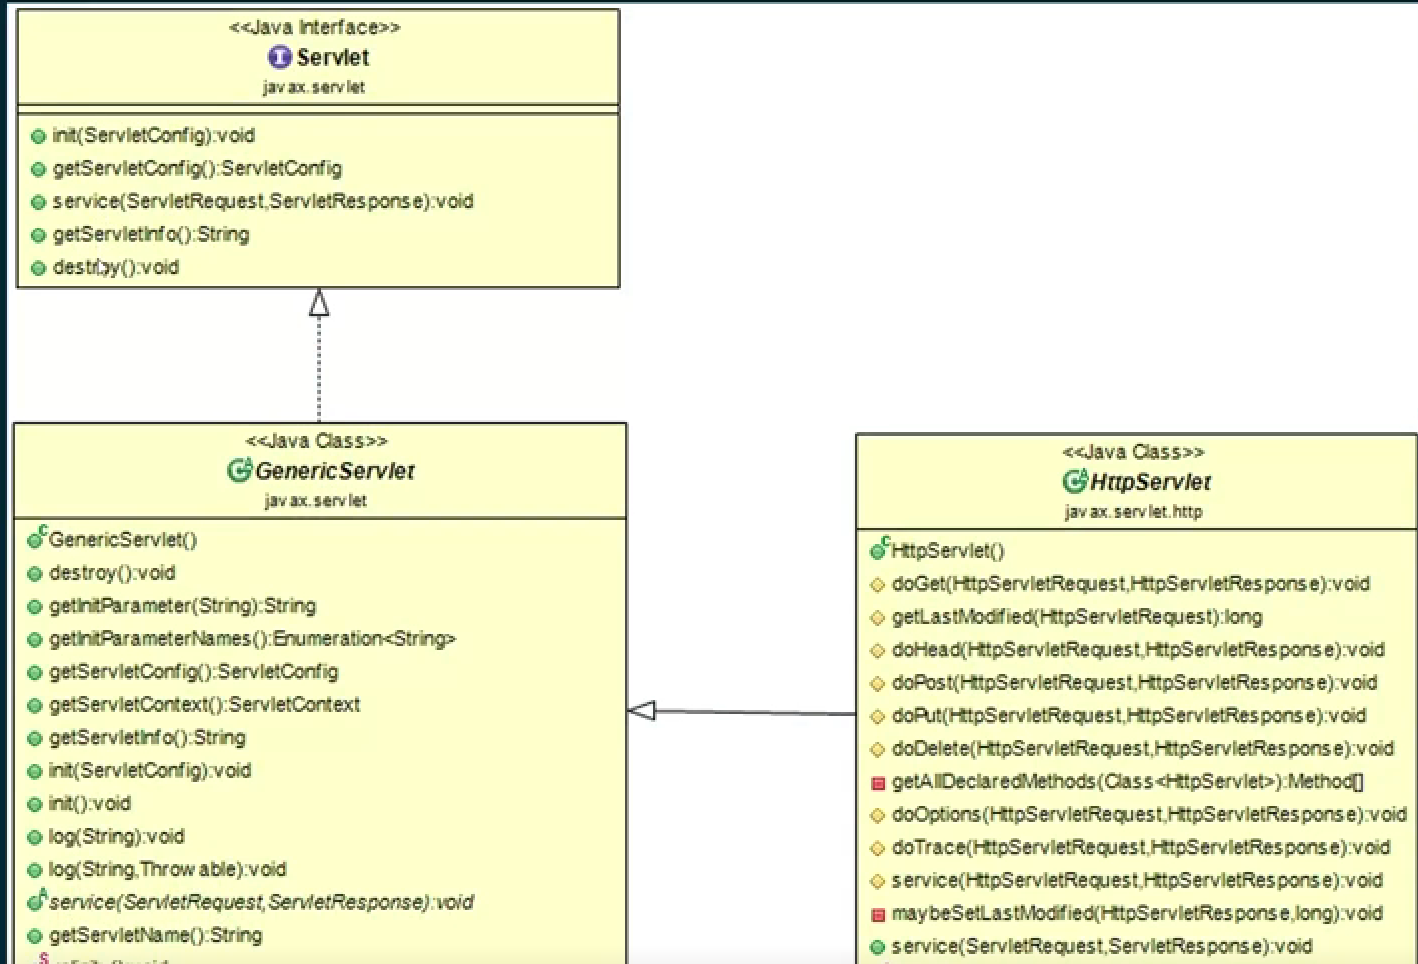 <<Java Interface>>
Servlet
javax.servlet
init(ServletConfig):void
getServletConfig():ServletConfig
service(ServletRequest,ServletResponse):void
getServletInfo():String
destroy():void
<<Java Class>>
GenericServlet
javax.servlet
GenericServlet()
destroy():void
getInitParameter(String):String
getInitParameterNames():Enumeration<String>
getServletConfig():ServletConfig
getServletContext():ServletContext
getServletInfo():String
init(ServletConfig):void
init():void
log(String):void
log(String,Throwable):void
service(ServletRequest,ServletResponse):void
getServletName():String
<<Java Class>>
HttpServlet
javax.servlet.http
HttpServlet()
doGet(HttpServletRequest,HttpServletResponse):void
getLastModified(HttpServletRequest):long
doHead(HttpServletRequest,HttpServletResponse):void
doPost(HttpServletRequest,HttpServletResponse):void
doPut(HttpServletRequest,HttpServletResponse):void
doDelete(HttpServletRequest,HttpServletResponse):void
getAllDeclaredMethods(Class<HttpServlet>):Method[]
doOptions(HttpServletRequest,HttpServletResponse):void
doTrace(HttpServletRequest,HttpServletResponse):void
service(HttpServletRequest,HttpServletResponse):void
maybeSetLastModified(HttpServletResponse,long):void
service(ServletRequest,ServletResponse):void